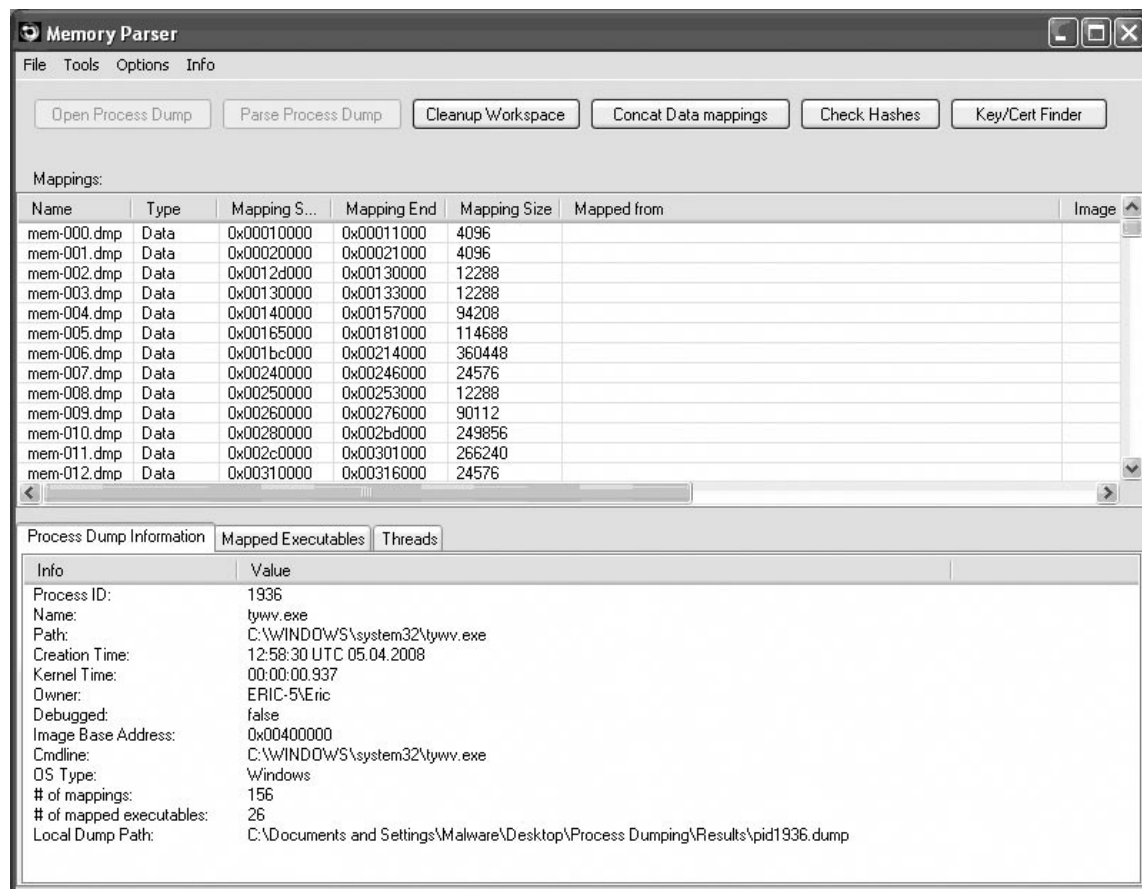 Memory Parser
File Tools Options Info
Open Process Dump Parse Process Dump Cleanup Workspace Concat Data mappings Check Hashes Key/Cert Finder
Mappings:
Name Type Mapping S... Mapping End Mapping Size Mapped from Image
mem-000.dmp Data 0x00010000 0x00011000 4096
mem-001.dmp Data 0x00020000 0x00021000 4096
mem-002.dmp Data 0x0012d000 0x00130000 12288
mem-003.dmp Data 0x00130000 0x00133000 12288
mem-004.dmp Data 0x00140000 0x00157000 94208
mem-005.dmp Data 0x00165000 0x00181000 114688
mem-006.dmp Data 0x001bc000 0x00214000 360448
mem-007.dmp Data 0x00240000 0x00246000 24576
mem-008.dmp Data 0x00250000 0x00253000 12288
mem-009.dmp Data 0x00260000 0x00276000 90112
mem-010.dmp Data 0x00280000 0x002bd000 249856
mem-011.dmp Data 0x002c0000 0x00301000 266240
mem-012.dmp Data 0x00310000 0x00316000 24576
Process Dump Information Mapped Executables Threads
Info Value
Process ID: 1936
Name: tywv.exe
Path: C:\WINDOWS\system32\tywv.exe
Creation Time: 12:58:30 UTC 05.04.2008
Kernel Time: 00:00:00.937
Owner: ERIC-5\Eric
Debugged: false
Image Base Address: 0x00400000
Cmdline: C:\WINDOWS\system32\tywv.exe
OS Type: Windows
# of mappings: 156
# of mapped executables: 26
Local Dump Path: C:\Documents and Settings\Malware\Desktop\Process Dumping\Results\pid1936.dump